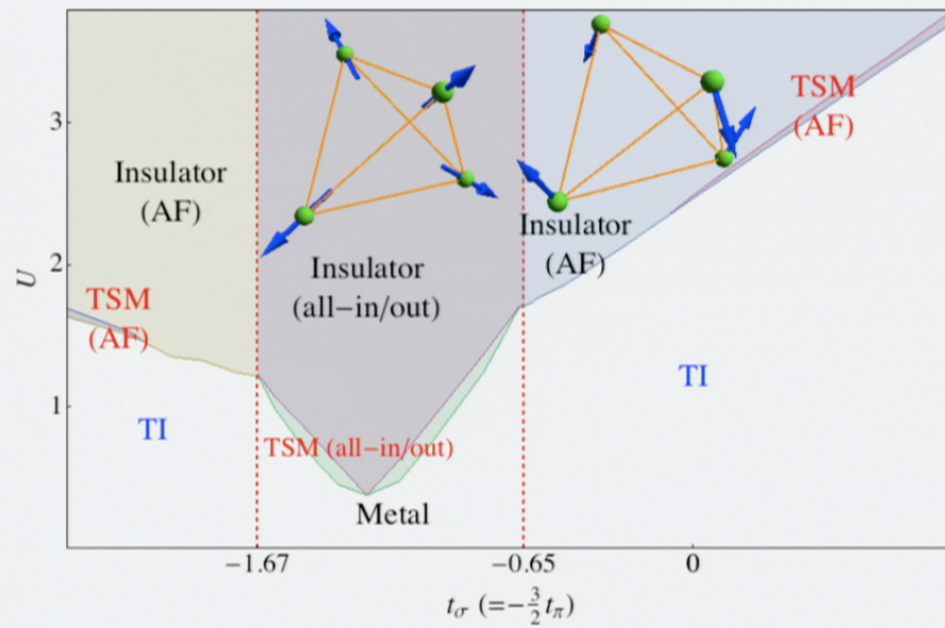 3
2
1
U
Insulator
(AF)
TSM
(AF)
TI
Insulator
(all−in/out)
TSM (all−in/out)
Metal
Insulator
(AF)
TSM
(AF)
TI
−1.67
−0.65
0
tσ (=−3/2 tπ)